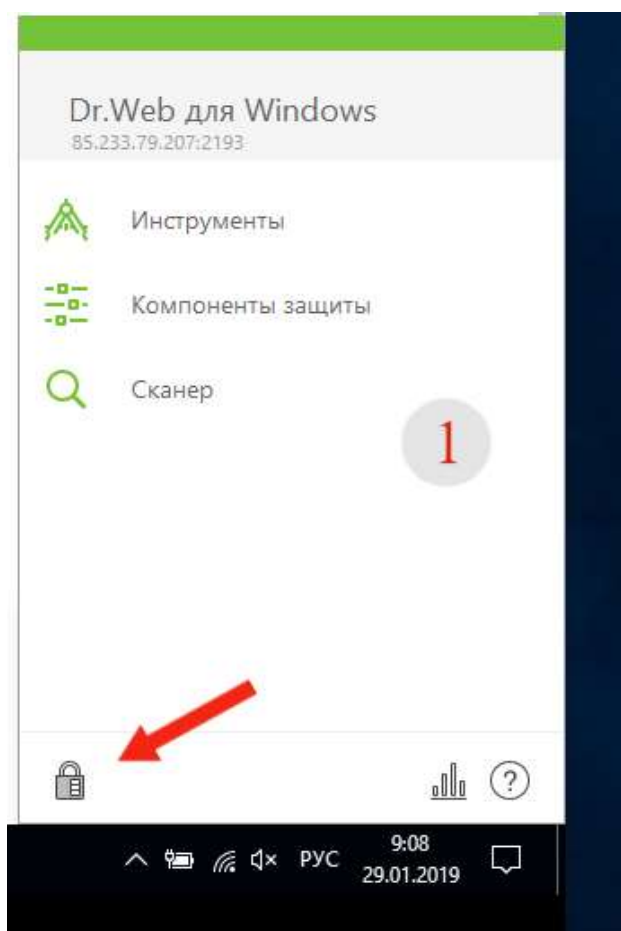 Dr.Web для Windows
85.233.79.207:2193
Инструменты
Компоненты защиты
Сканер
1
?
РУС
9:08
29.01.2019